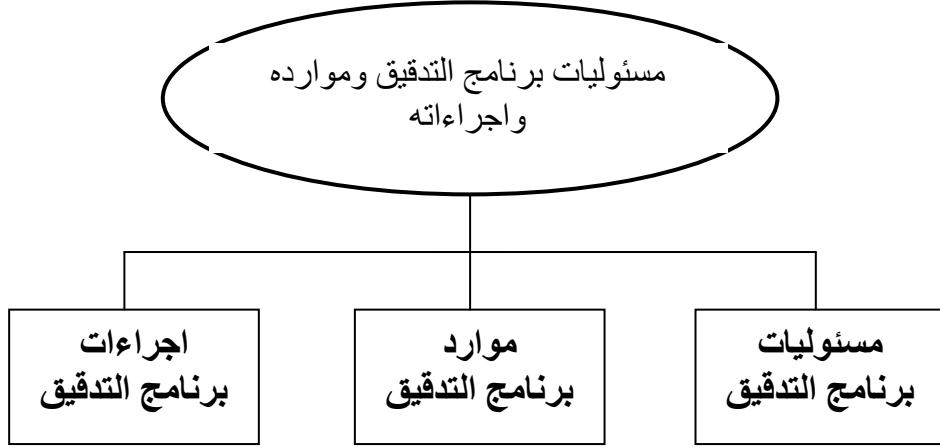 مسئوليات برنامج التدقيق وموارده
واجراءاته
مسئوليات
برنامج التدقيق
موارد
برنامج التدقيق
اجراءات
برنامج التدقيق